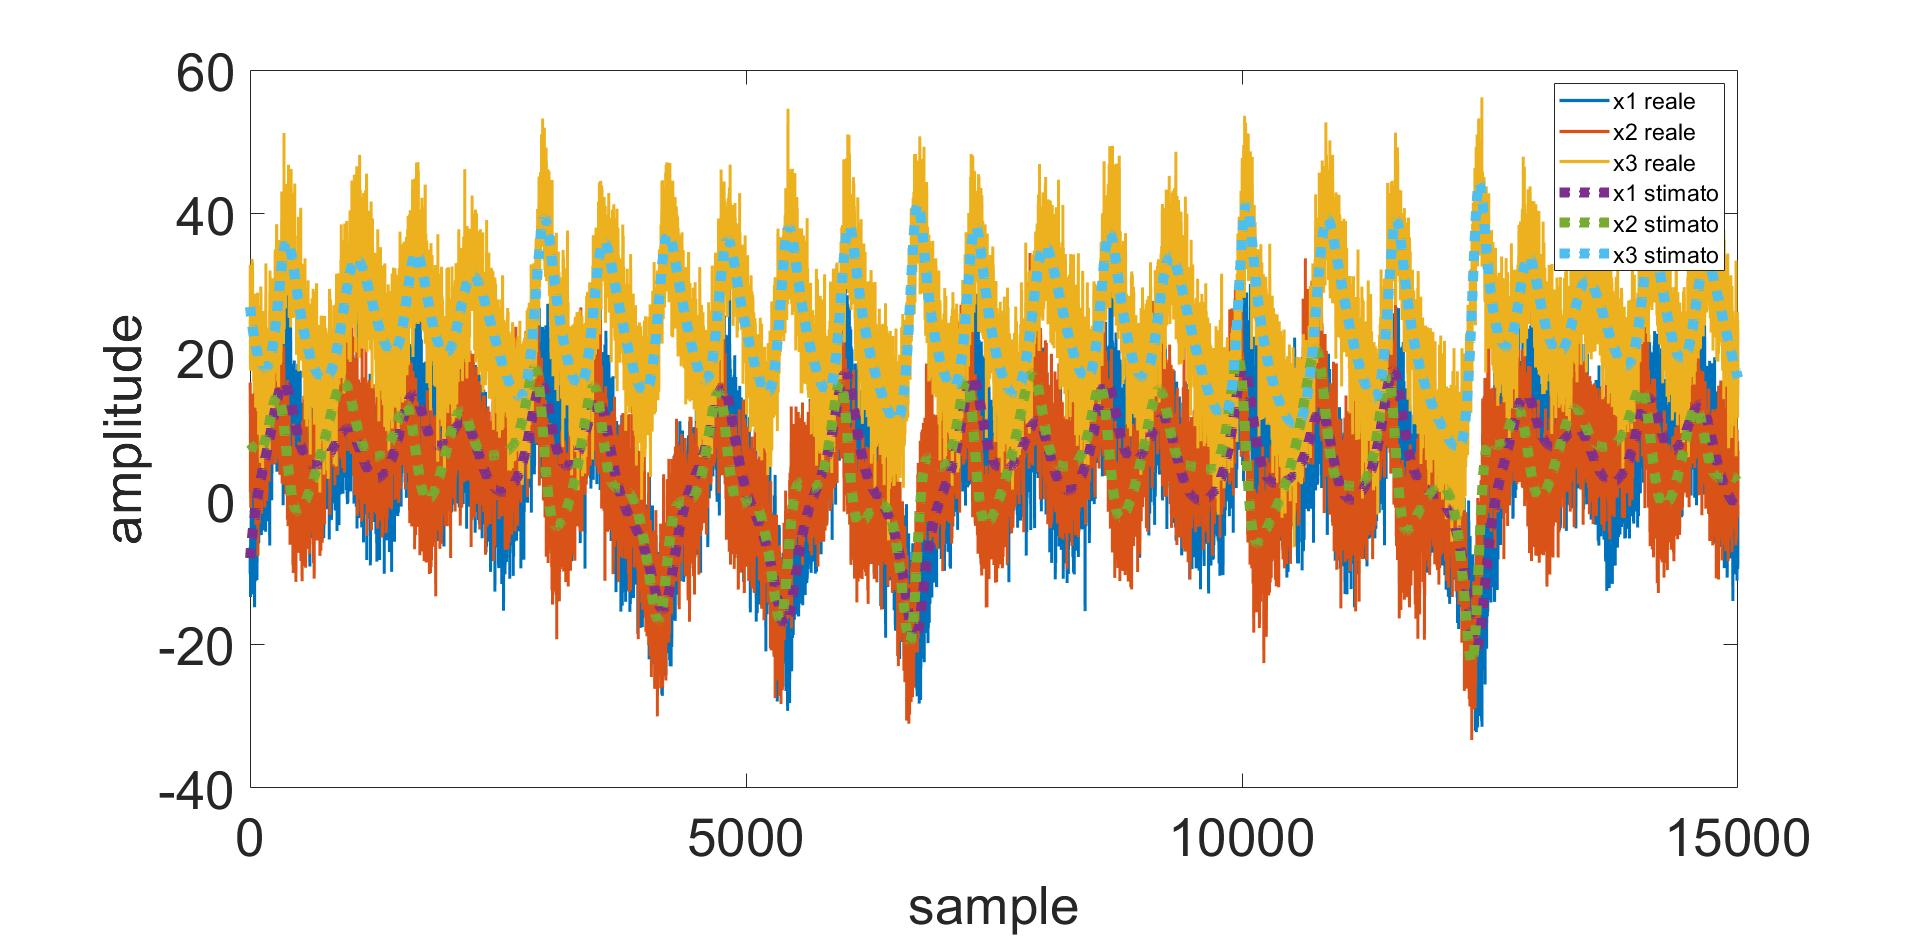 60
40
20
0
-20
-40
0 5000 10000 15000
amplitude
sample
x1 reale
x2 reale
x3 reale
x1 stimato
x2 stimato
x3 stimato